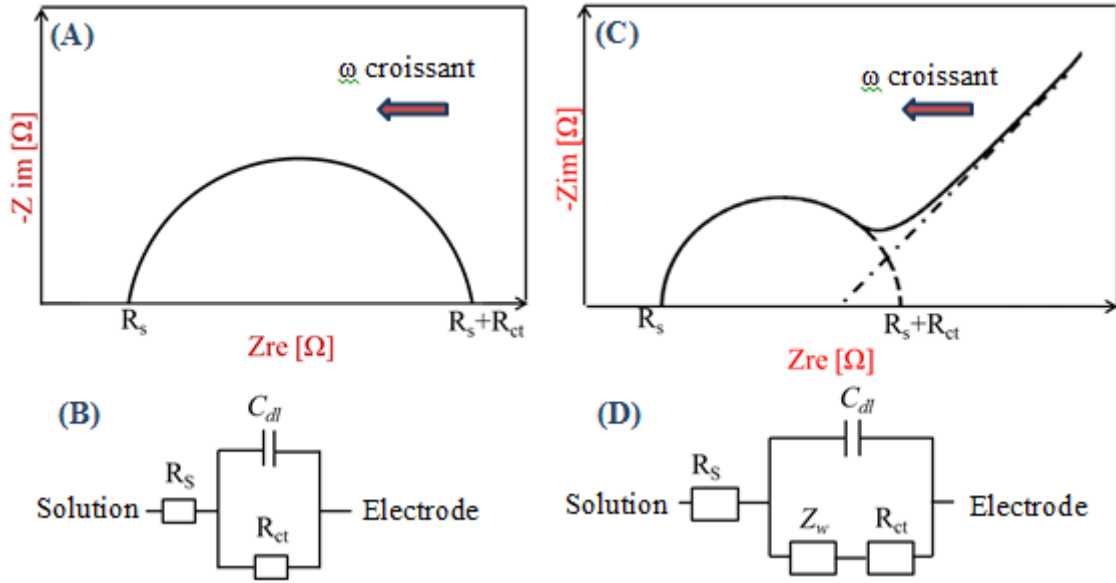 (A)
ω croissant
-Z im [Ω]
Rs
Rs+Rct
Zre [Ω]
(C)
ω croissant
-Zim [Ω]
Rs
Rs+Rct
Zre [Ω]
(B)
Cdl
RS
Solution
Electrode
Rct
(D)
Cdl
RS
Solution
Electrode
Zw
Rct